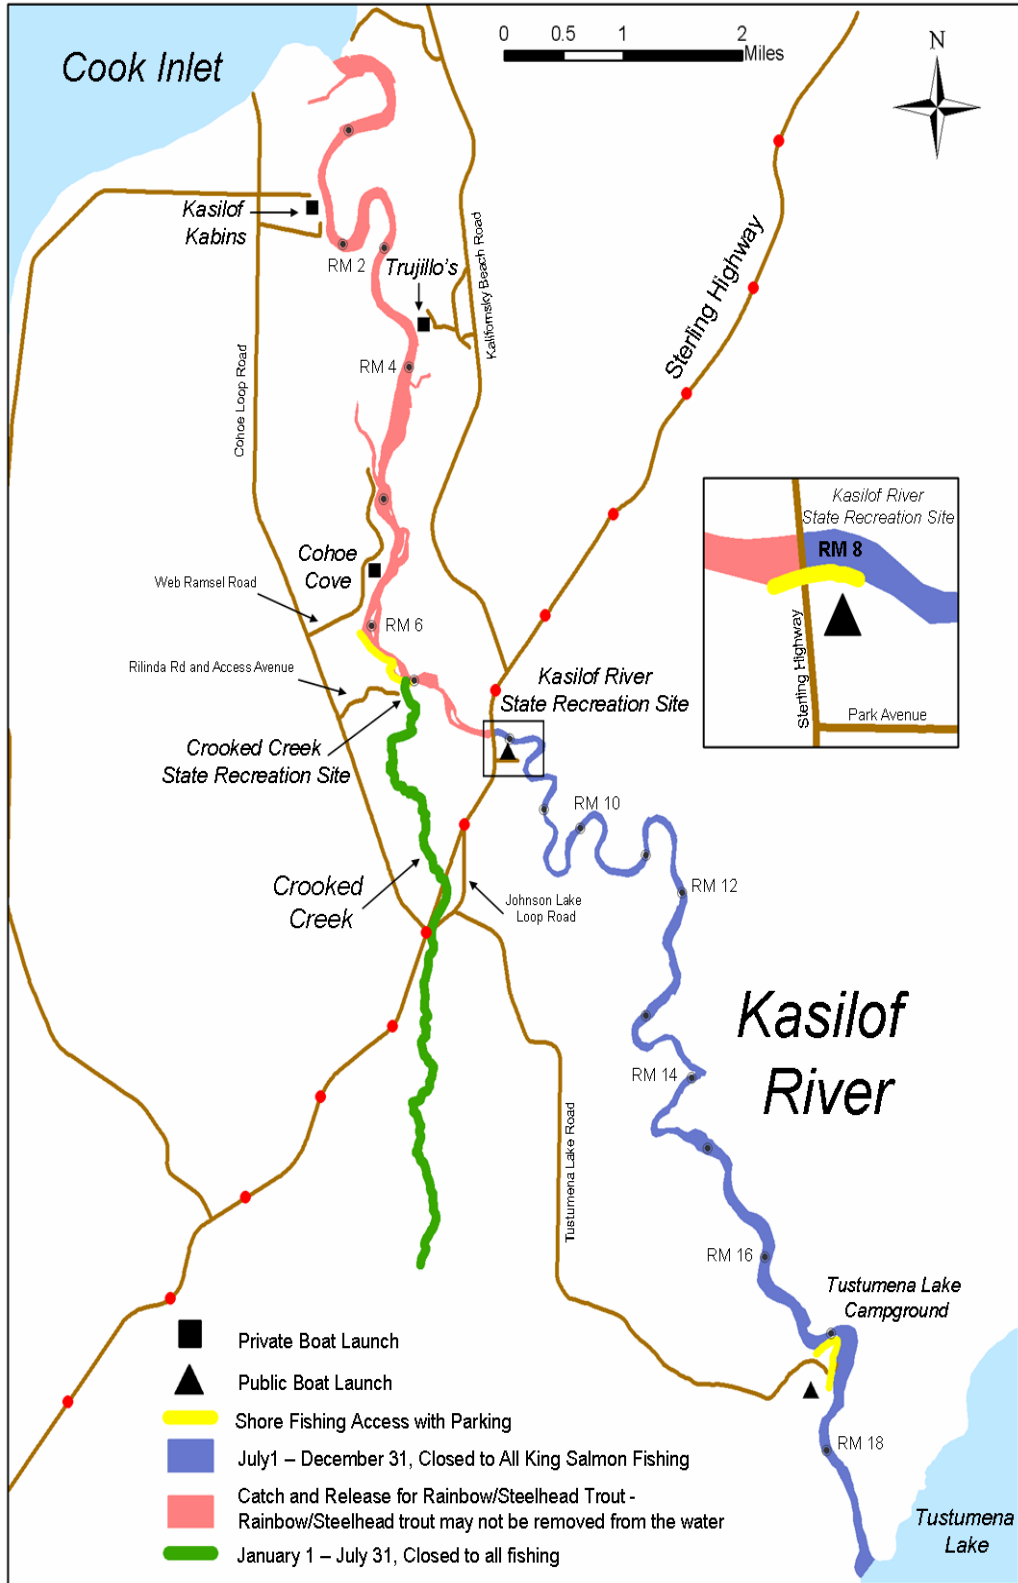 Cook Inlet
0 0.5 1 2
Miles
N
Kasilof
Kabins
RM 2
Trujillo's
Kalifornsky Beach Road
Sterling Highway
RM 4
Cohoe Loop Road
Kasilof River
State Recreation Site
RM 8
Sterling Highway
Park Avenue
Cohoe
Cove
Web Ramsel Road
RM 6
Rilinda Rd and Access Avenue
Kasilof River
State Recreation Site
Crooked Creek
State Recreation Site
RM 10
RM 12
Crooked
Creek
Johnson Lake
Loop Road
Kasilof
River
RM 14
Tustumena Lake Road
RM 16
Tustumena Lake
Campground
RM 18
Tustumena
Lake
Private Boat Launch
Public Boat Launch
Shore Fishing Access with Parking
July1 – December 31, Closed to All King Salmon Fishing
Catch and Release for Rainbow/Steelhead Trout -
Rainbow/Steelhead trout may not be removed from the water
January 1 – July 31, Closed to all fishing